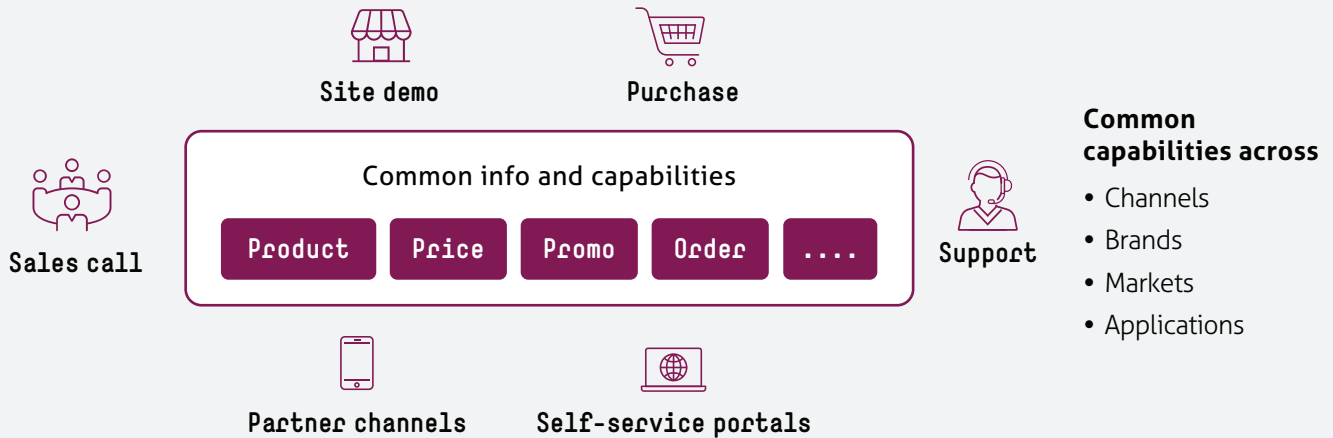 Site demo
Purchase
Common
capabilities across
• Channels
• Brands
• Markets
• Applications
Common info and capabilities
Product
Price
Promo
Order
....
Sales call
Support
Partner channels
Self-service portals